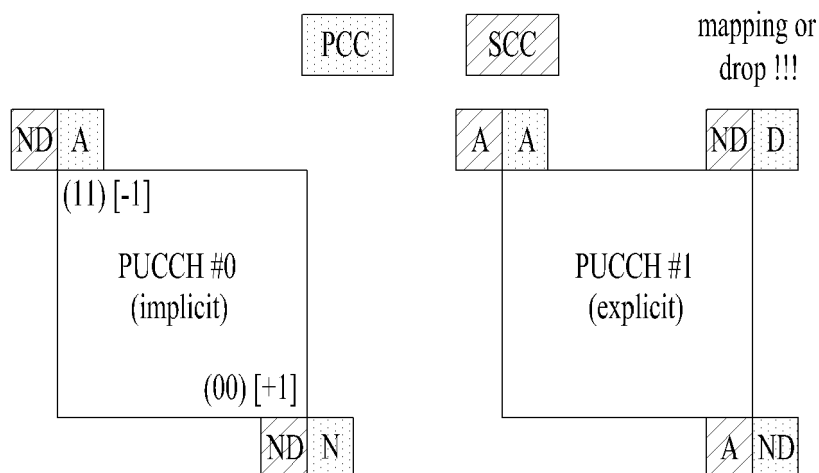 PCC
SCC
mapping or
drop !!!
ND A
A A
ND D
(11) [-1]
PUCCH #0
(implicit)
PUCCH #1
(explicit)
(00) [+1]
ND N
A ND